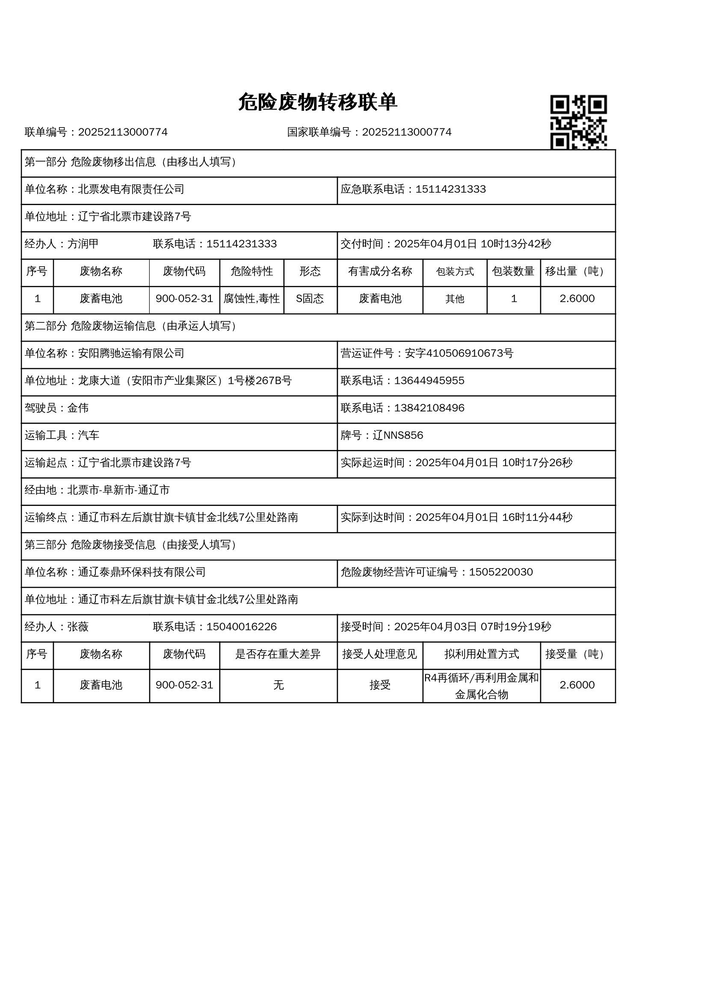 危险废物转移联单
联单编号：20252113000774 国家联单编号：20252113000774
第一部分 危险废物移出信息（由移出人填写）
单位名称：北票发电有限责任公司 应急联系电话：15114231333
单位地址：辽宁省北票市建设路7号
经办人：方润甲 联系电话：15114231333 交付时间：2025年04月01日 10时13分42秒
序号 废物名称 废物代码 危险特性 形态 有害成分名称 包装方式 包装数量 移出量（吨）
1 废蓄电池 900-052-31 腐蚀性,毒性 S固态 废蓄电池 其他 1 2.6000
第二部分 危险废物运输信息（由承运人填写）
单位名称：安阳腾驰运输有限公司 营运证件号：安字410506910673号
单位地址：龙康大道（安阳市产业集聚区）1号楼267B号 联系电话：13644945955
驾驶员：金伟 联系电话：13842108496
运输工具：汽车 牌号：辽NNS856
运输起点：辽宁省北票市建设路7号 实际起运时间：2025年04月01日 10时17分26秒
经由地：北票市-阜新市-通辽市
运输终点：通辽市科左后旗甘旗卡镇甘金北线7公里处路南 实际到达时间：2025年04月01日 16时11分44秒
第三部分 危险废物接受信息（由接受人填写）
单位名称：通辽泰鼎环保科技有限公司 危险废物经营许可证编号：1505220030
单位地址：通辽市科左后旗甘旗卡镇甘金北线7公里处路南
经办人：张薇 联系电话：15040016226 接受时间：2025年04月03日 07时19分19秒
序号 废物名称 废物代码 是否存在重大差异 接受人处理意见 拟利用处置方式 接受量（吨）
1 废蓄电池 900-052-31 无 接受 R4再循环/再利用金属和 2.6000
金属化合物